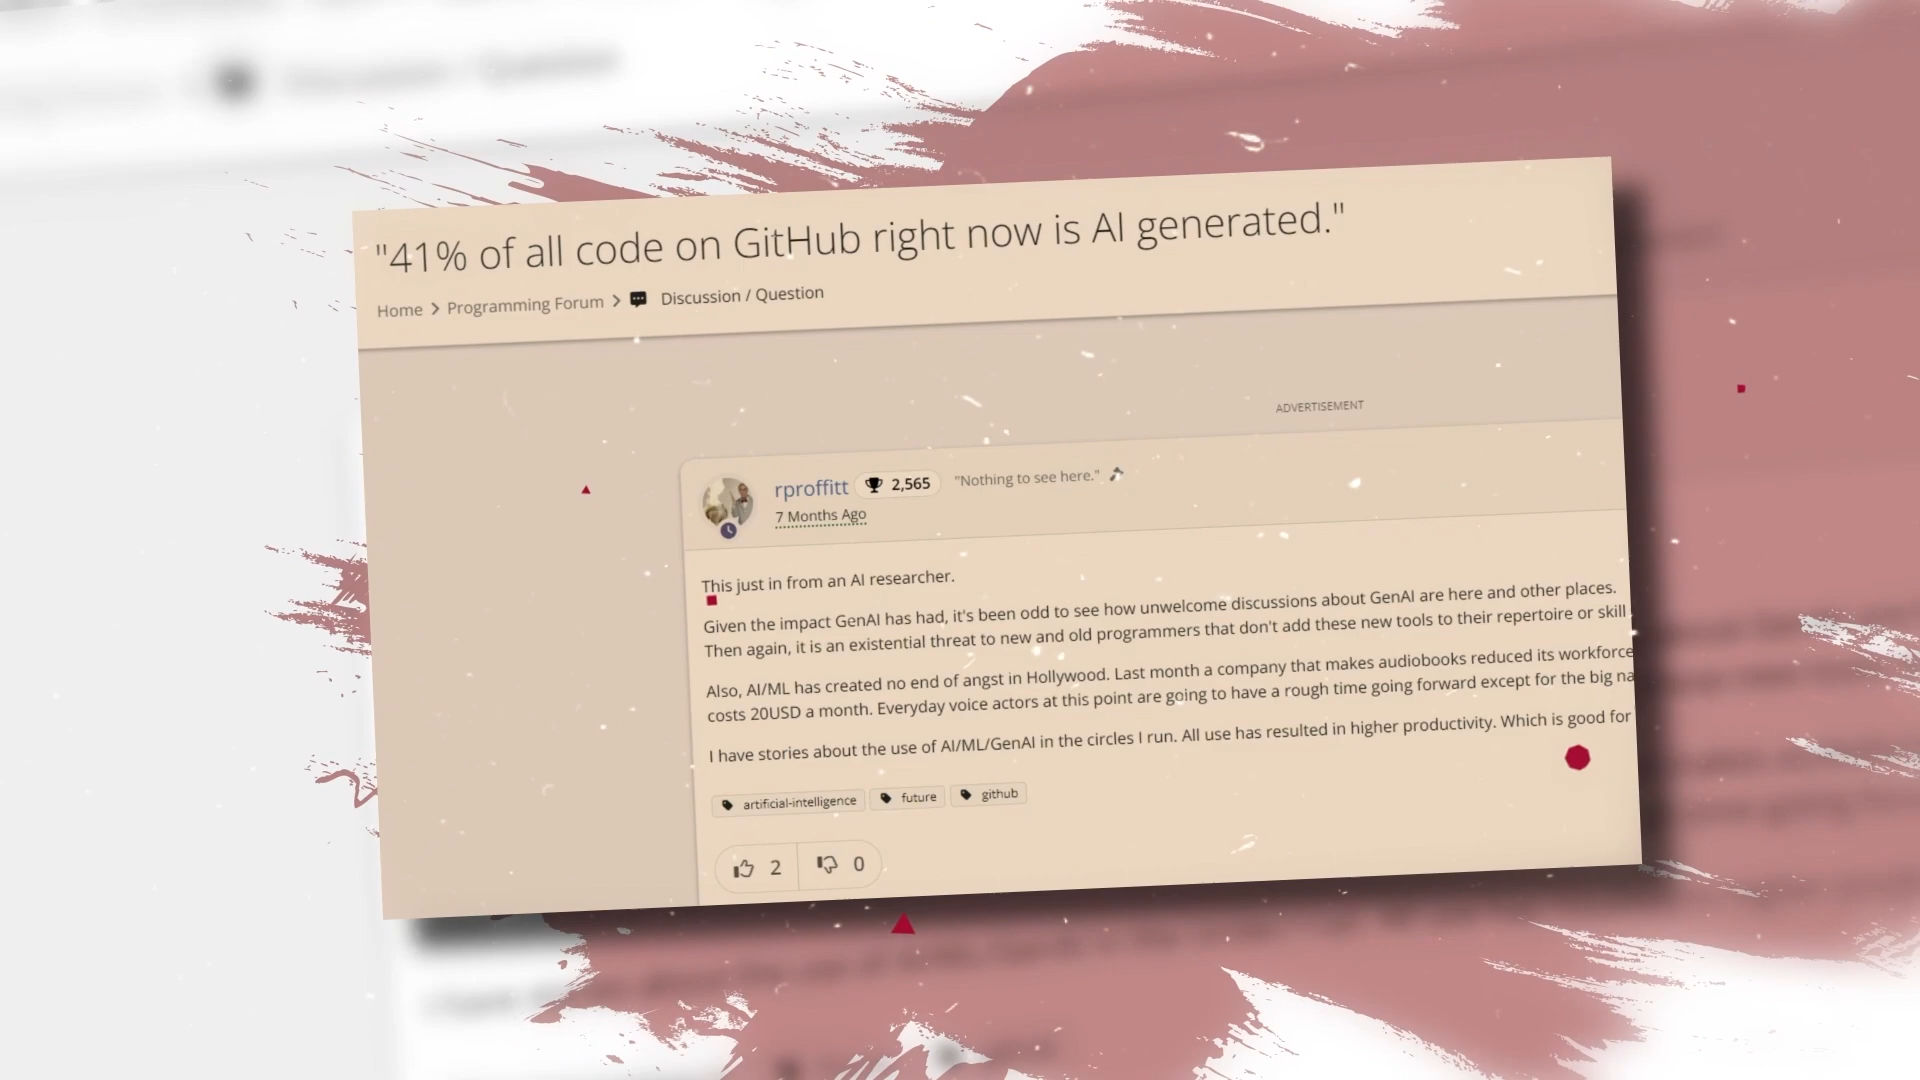 "41% of all code on GitHub right now is AI generated."
Home > Programming Forum > Discussion / Question
ADVERTISEMENT
rproffitt 2,565 "Nothing to see here."
7 Months Ago
This just in from an AI researcher.
Given the impact GenAI has had, it's been odd to see how unwelcome discussions about GenAI are here and other places.
Then again, it is an existential threat to new and old programmers that don't add these new tools to their repertoire or skill
Also, AI/ML has created no end of angst in Hollywood. Last month a company that makes audiobooks reduced its workforce
costs 20USD a month. Everyday voice actors at this point are going to have a rough time going forward except for the big na
I have stories about the use of AI/ML/GenAI in the circles I run. All use has resulted in higher productivity. Which is good for
artificial-intelligence future github
2 0